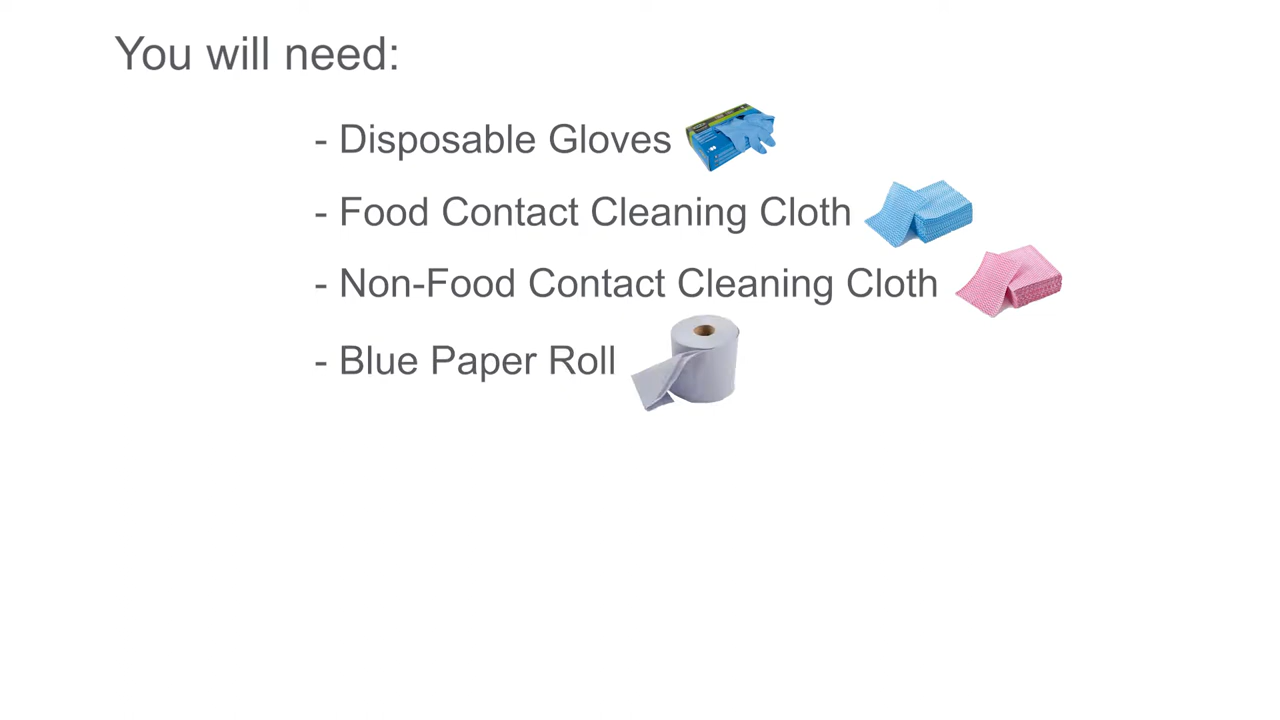 You will need:
- Disposable Gloves
- Food Contact Cleaning Cloth
- Non-Food Contact Cleaning Cloth
- Blue Paper Roll